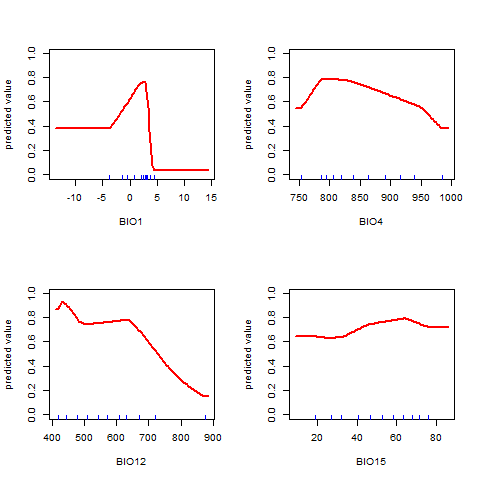 predicted value
0.0 0.2 0.4 0.6 0.8 1.0
-10 -5 0 5 10 15
BIO1
predicted value
0.0 0.2 0.4 0.6 0.8 1.0
750 800 850 900 950 1000
BIO4
predicted value
0.0 0.2 0.4 0.6 0.8 1.0
400 500 600 700 800 900
BIO12
predicted value
0.0 0.2 0.4 0.6 0.8 1.0
20 40 60 80
BIO15